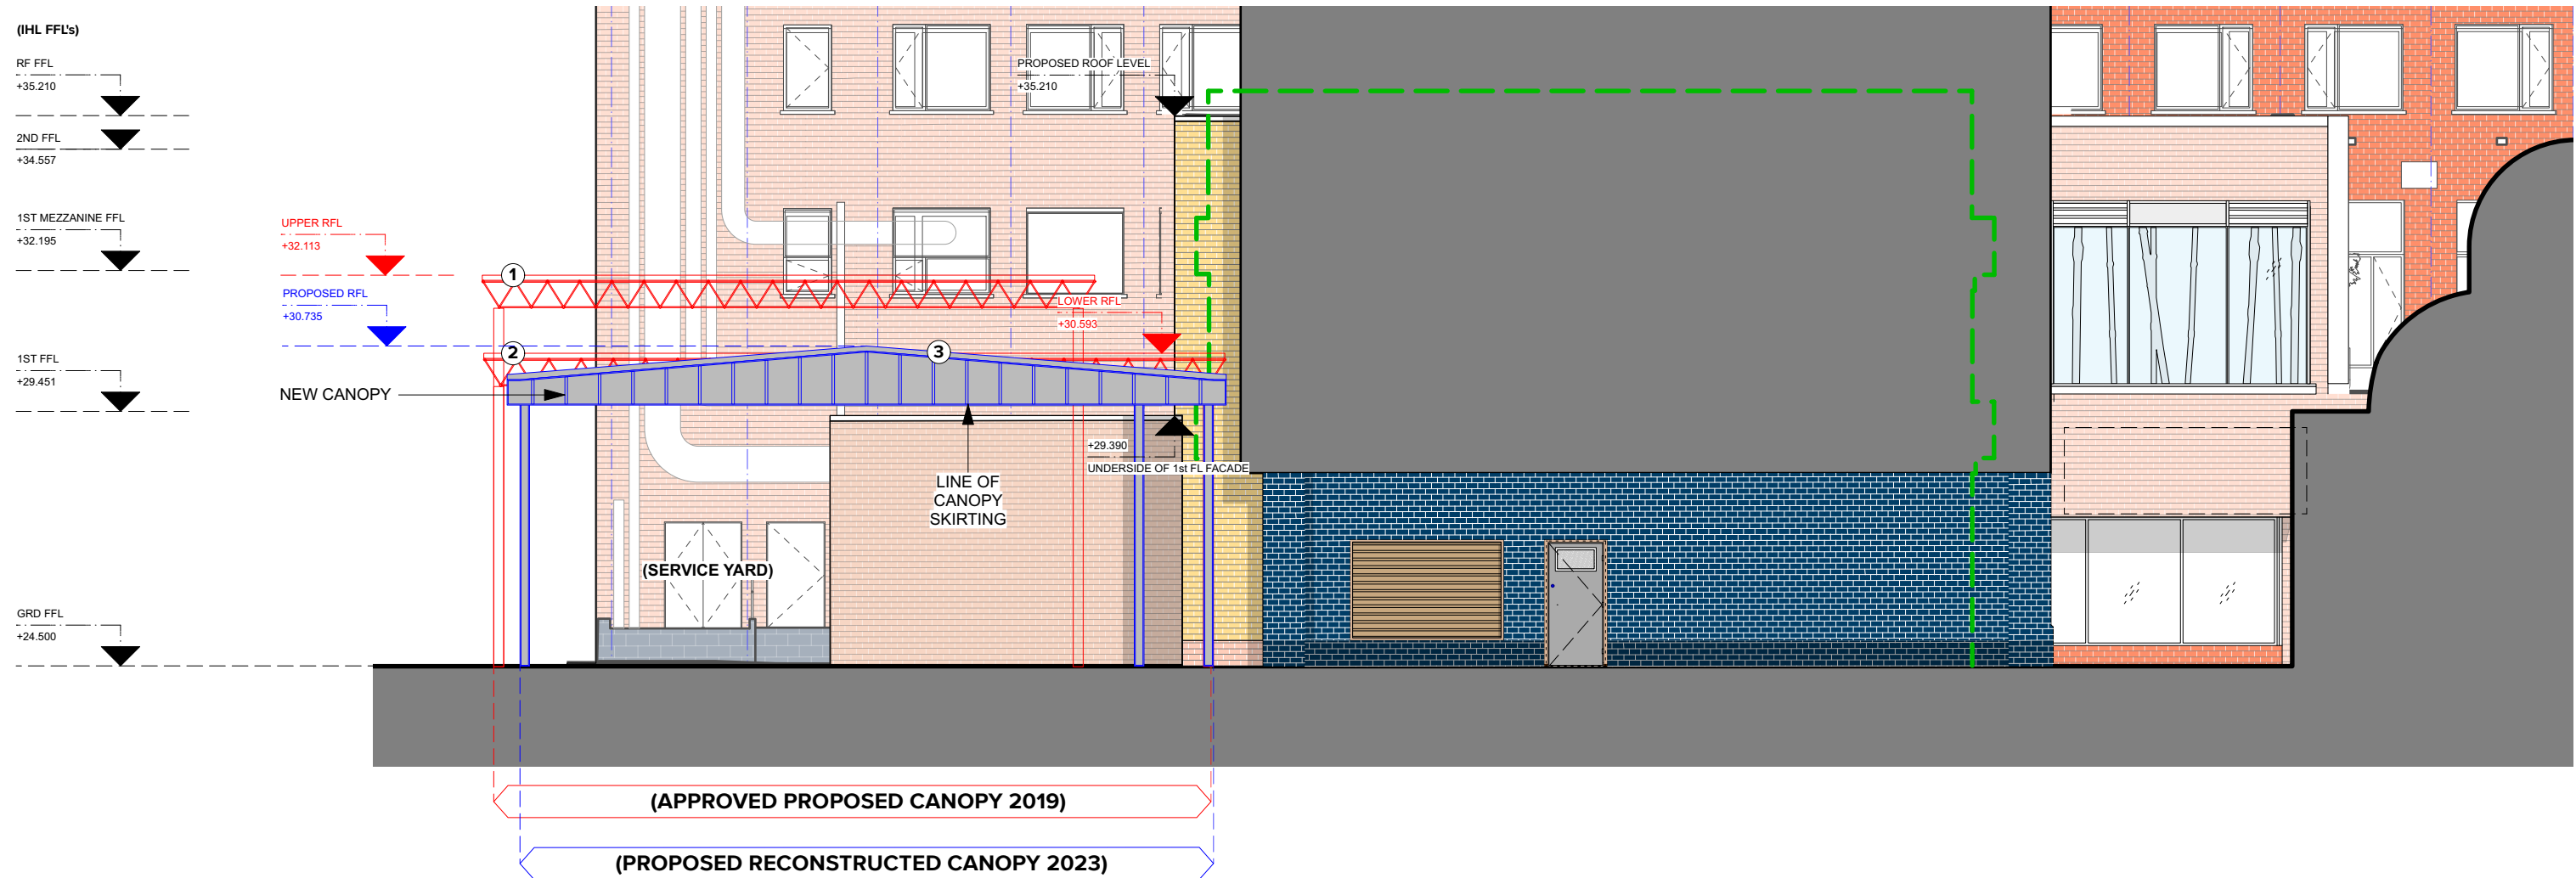 (IHL FFL's)
RF FFL
+35.210
2ND FFL
+34.557
1ST MEZZANINE FFL
+32.195
1ST FFL
+29.451
GRD FFL
+24.500
UPPER RFL
+32.113
PROPOSED RFL
+30.735
NEW CANOPY
1
2
3
PROPOSED ROOF LEVEL
+35.210
LOWER RFL
+30.593
+29.390
UNDERSIDE OF 1st FL FACADE
LINE OF
CANOPY
SKIRTING
(SERVICE YARD)
(APPROVED PROPOSED CANOPY 2019)
(PROPOSED RECONSTRUCTED CANOPY 2023)